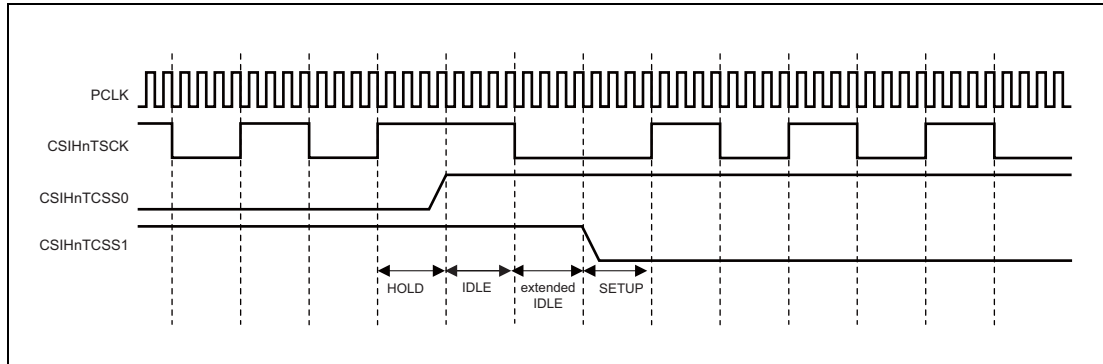 PCLK
CSIHnTSCK
CSIHnTCSS0
CSIHnTCSS1
HOLD
IDLE
extended
IDLE
SETUP